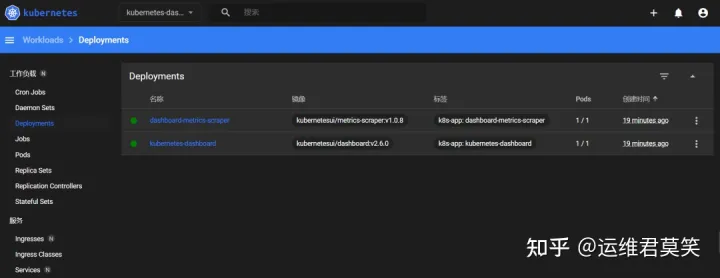 kubernetes
kubernetes-das...
搜索
Workloads > Deployments
工作负载 N
Cron Jobs
Daemon Sets
Deployments
Jobs
Pods
Replica Sets
Replication Controllers
Stateful Sets
服务
Ingresses N
Ingress Classes
Services N
Deployments
名称 镜像 标签 Pods 创建时间
dashboard-metrics-scraper kubernetesui/metrics-scraper:v1.0.8 k8s-app: dashboard-metrics-scraper 1 / 1 19 minutes ago
kubernetes-dashboard kubernetesui/dashboard:v2.6.0 k8s-app: kubernetes-dashboard 1 / 1 19 minutes ago
知乎 @运维君莫笑